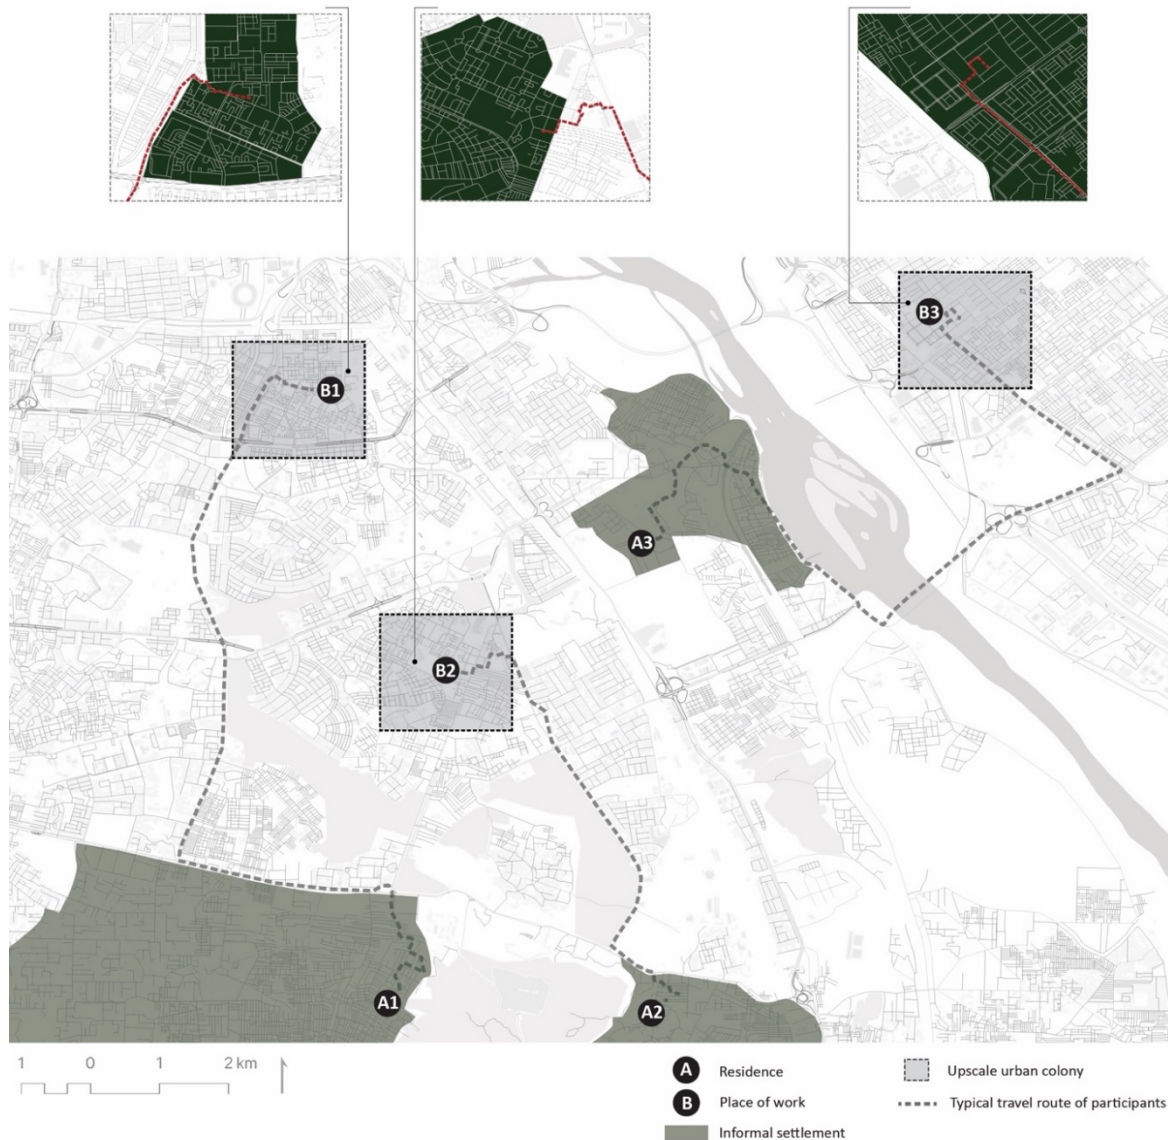 B3
B1
A3
B2
A1
A2
1 0 1 2 km
A Residence
Upscale urban colony
B Place of work
Typical travel route of participants
Informal settlement